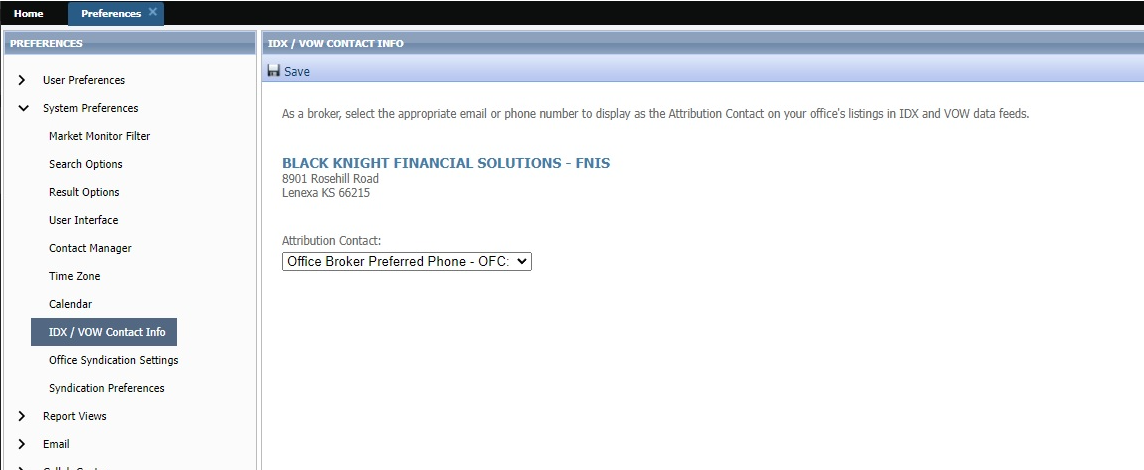 Home
Preferences
PREFERENCES
User Preferences
System Preferences
Market Monitor Filter
Search Options
Result Options
User Interface
Contact Manager
Time Zone
Calendar
IDX / VOW Contact Info
Office Syndication Settings
Syndication Preferences
Report Views
Email
IDX / VOW CONTACT INFO
Save
As a broker, select the appropriate email or phone number to display as the Attribution Contact on your office's listings in IDX and VOW data feeds.
BLACK KNIGHT FINANCIAL SOLUTIONS - FNIS
8901 Rosehill Road
Lenexa KS 66215
Attribution Contact:
Office Broker Preferred Phone - OFC: